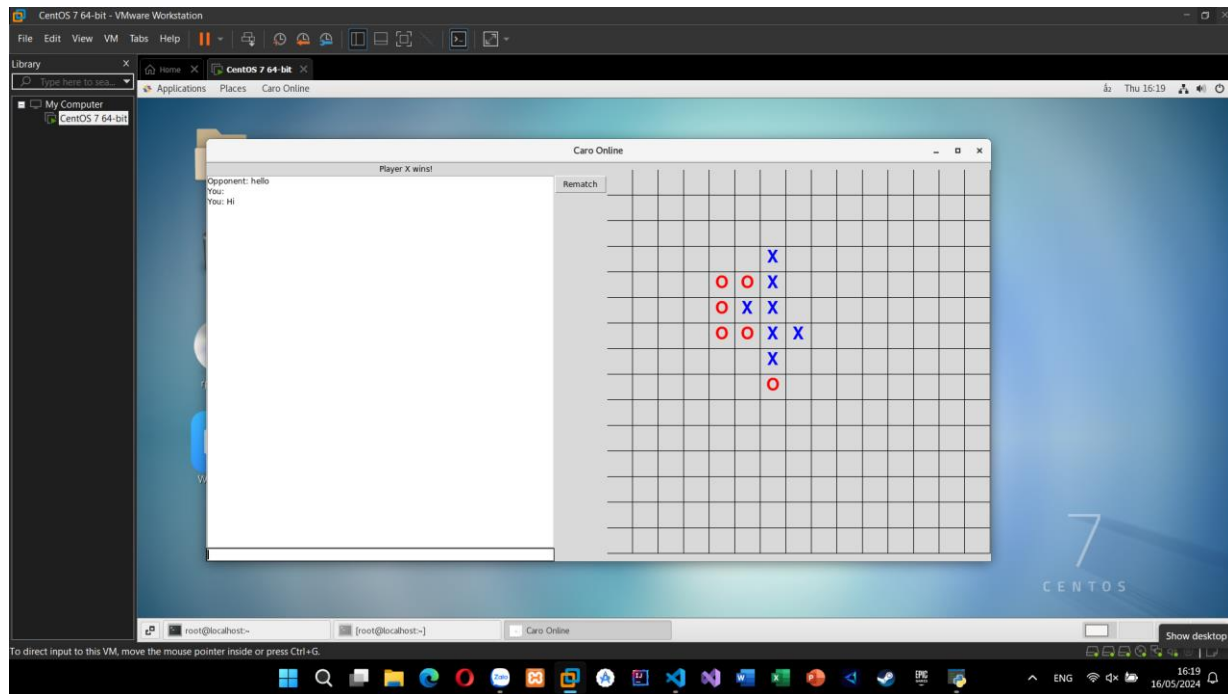 CentOS 7 64-bit - VMware Workstation
File Edit View VM Tabs Help
Library
Home
CentOS 7 64-bit
Type here to sea...
Applications Places Caro Online
Thu 16:19
My Computer
CentOS 7 64-bit
Caro Online
Player X wins!
Opponent: hello
You:
You: Hi
Rematch
X
O O X
O X X
O O X X
X
O
7
CENTOS
root@localhost:~
[root@localhost:~]
Caro Online
Show desktop
To direct input to this VM, move the mouse pointer inside or press Ctrl+G.
ENG
16:19
16/05/2024